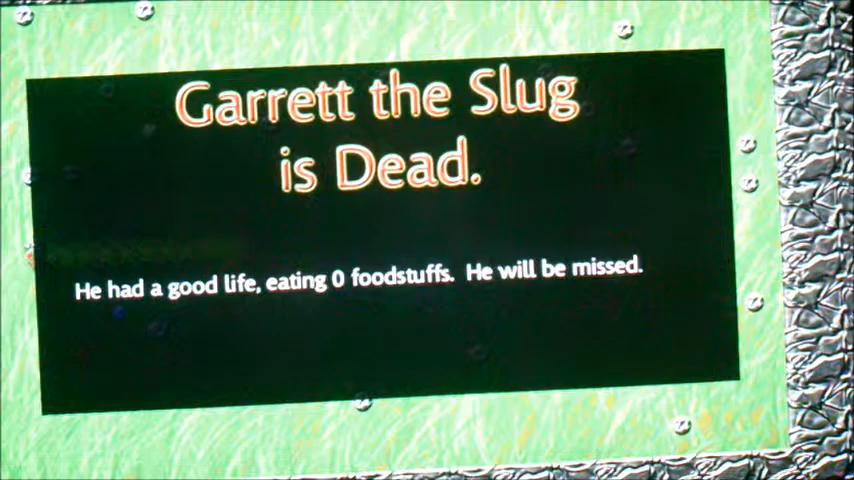 Garrett the Slug
is Dead.
He had a good life, eating 0 foodstuffs. He will be missed.